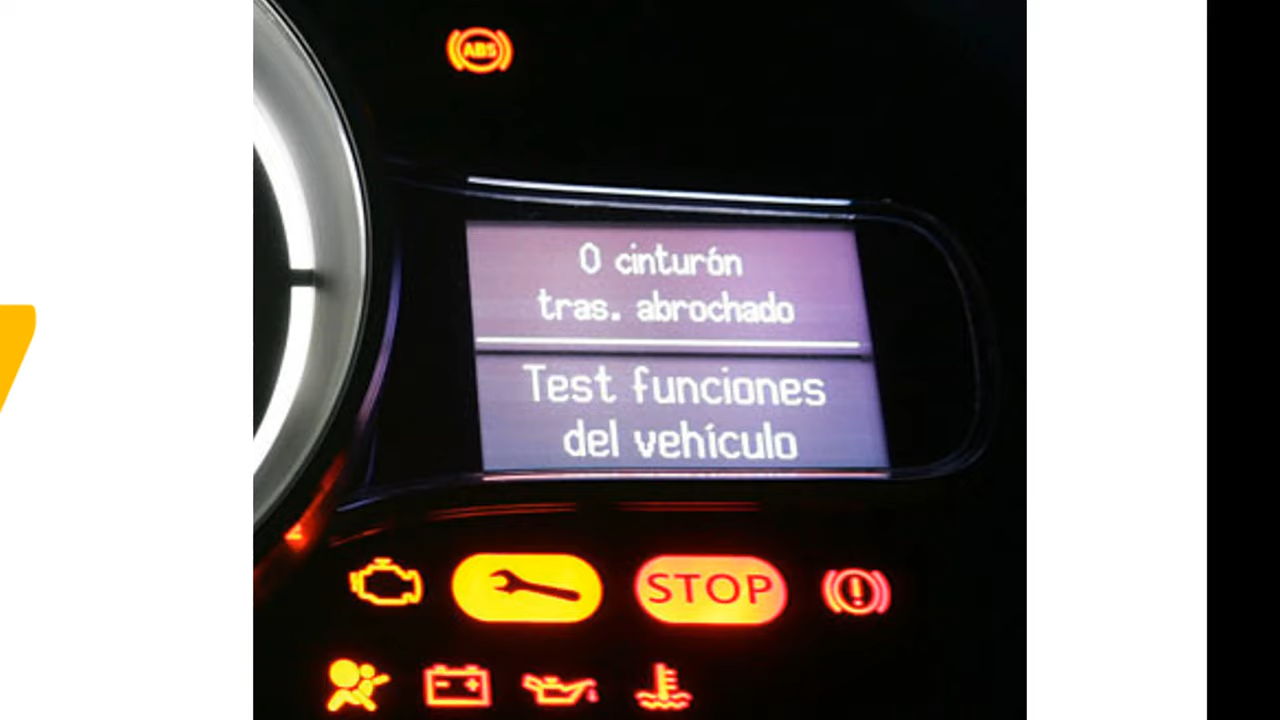 ABS
0 cinturón
tras. abrochado
Test funciones
del vehículo
STOP